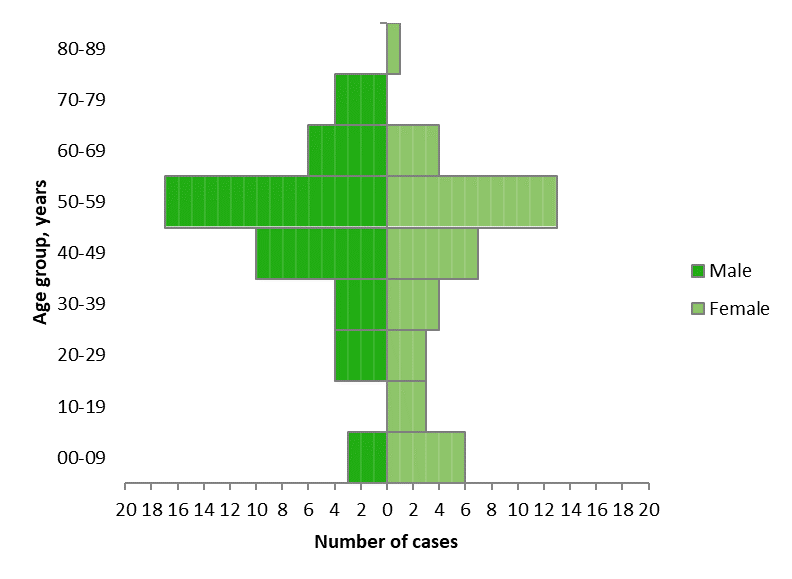 80-89
70-79
60-69
50-59
40-49
30-39
20-29
10-19
00-09
Age group, years
20 18 16 14 12 10 8 6 4 2 0 2 4 6 8 10 12 14 16 18 20
Number of cases
Male
Female